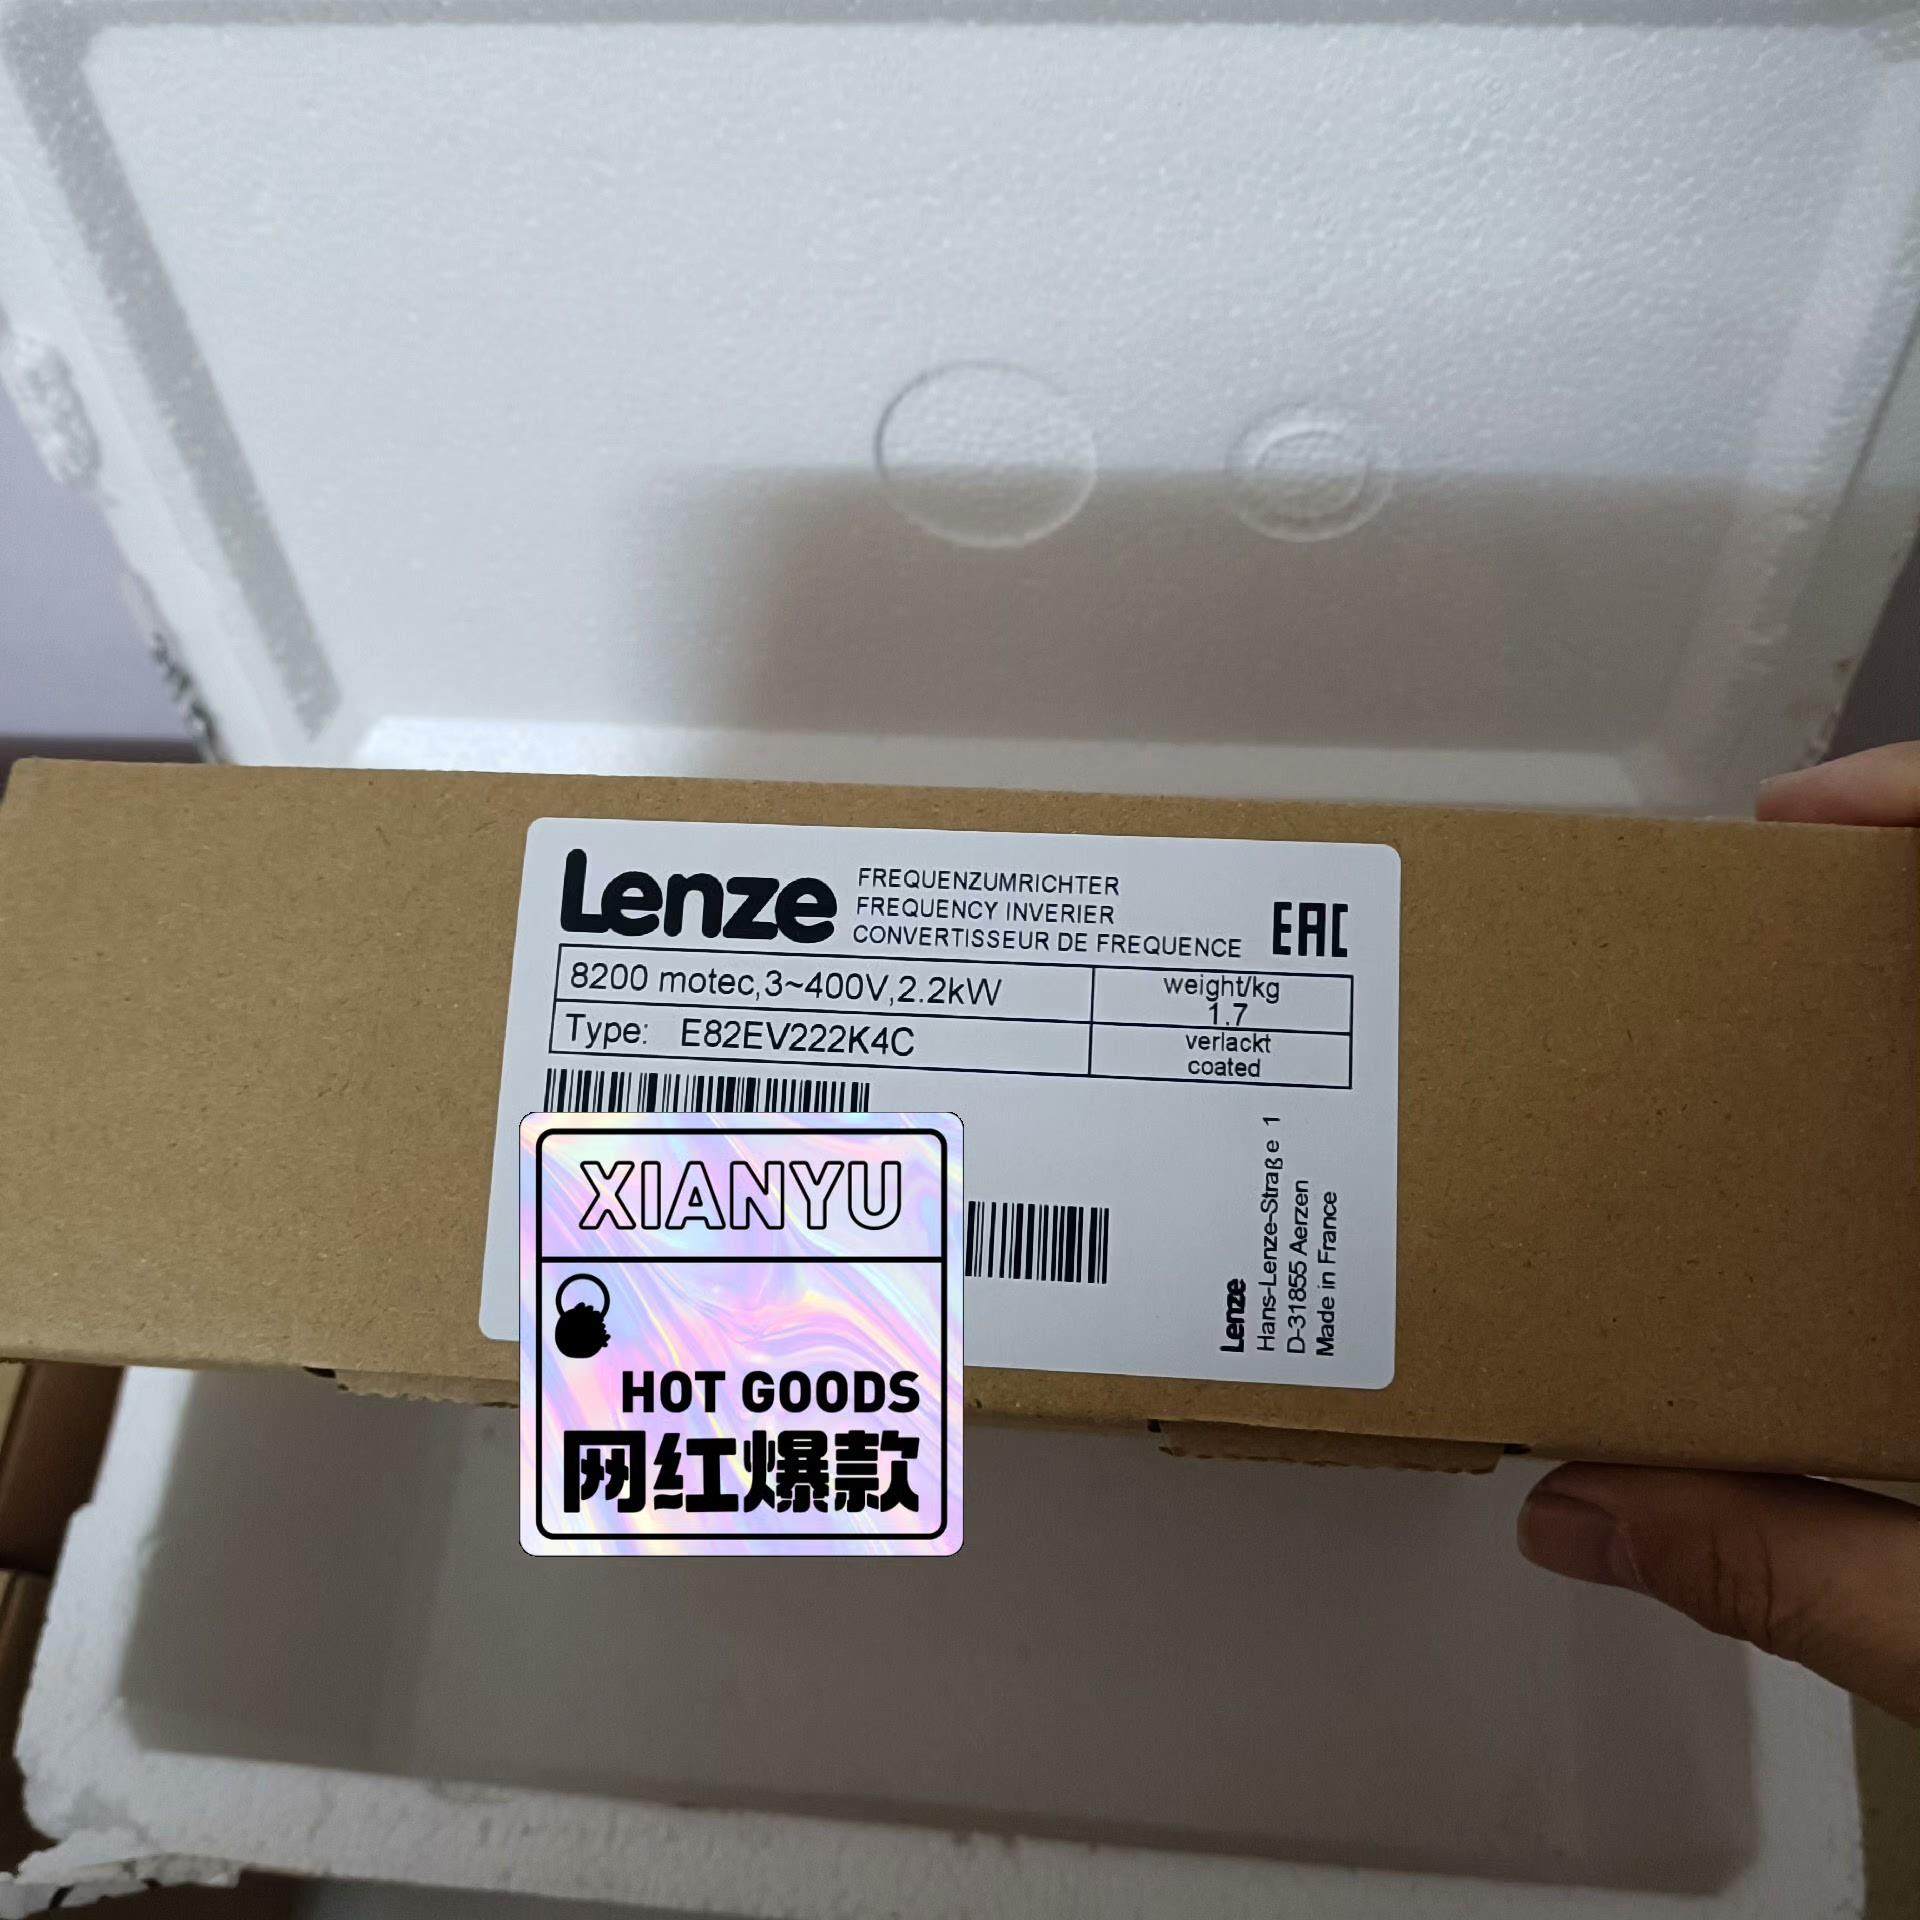 Lenze
FREQUENZUMRICHTER
FREQUENCY INVERIER
CONVERTISSEUR DE FREQUENCE
EAC
8200 motec,3~400V,2.2kW
weight/kg
1.7
Type: E82EV222K4C
verlackt
coated
Lenze
Hans-Lenze-Straße 1
D-31855 Aerzen
Made in France
XIANYU
HOT GOODS
网红爆款